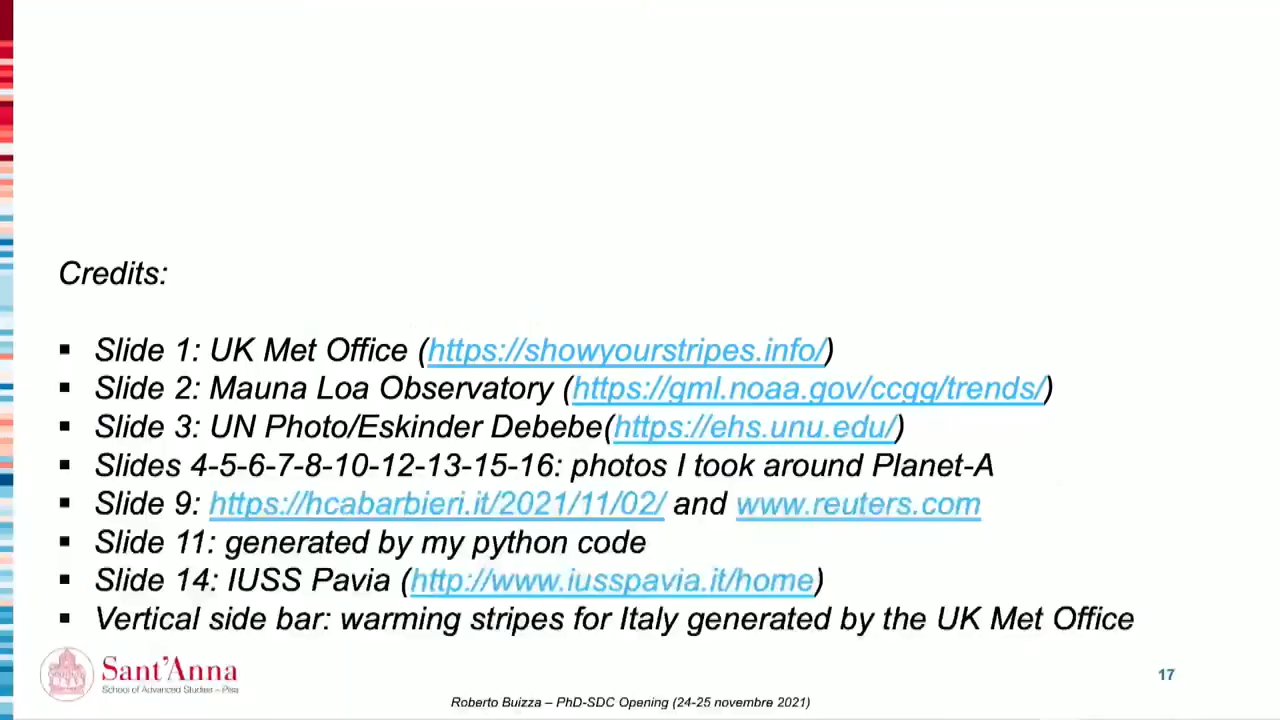 Credits:
▪ Slide 1: UK Met Office (https://showyourstripes.info/)
▪ Slide 2: Mauna Loa Observatory (https://gml.noaa.gov/ccgg/trends/)
▪ Slide 3: UN Photo/Eskinder Debebe(https://ehs.unu.edu/)
▪ Slides 4-5-6-7-8-10-12-13-15-16: photos I took around Planet-A
▪ Slide 9: https://hcabarbieri.it/2021/11/02/ and www.reuters.com
▪ Slide 11: generated by my python code
▪ Slide 14: IUSS Pavia (http://www.iusspavia.it/home)
▪ Vertical side bar: warming stripes for Italy generated by the UK Met Office
Sant'Anna
School of Advanced Studies – Pisa
17
Roberto Buizza – PhD-SDC Opening (24-25 novembre 2021)